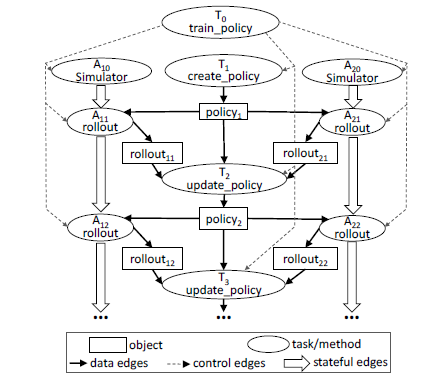 T0
train_policy
A10
Simulator
T1
create_policy
A20
Simulator
A11
rollout
policy1
A21
rollout
rollout11
rollout21
T2
update_policy
A12
rollout
policy2
A22
rollout
rollout12
rollout22
T3
update_policy
...
...
...
object
task/method
data edges
control edges
stateful edges